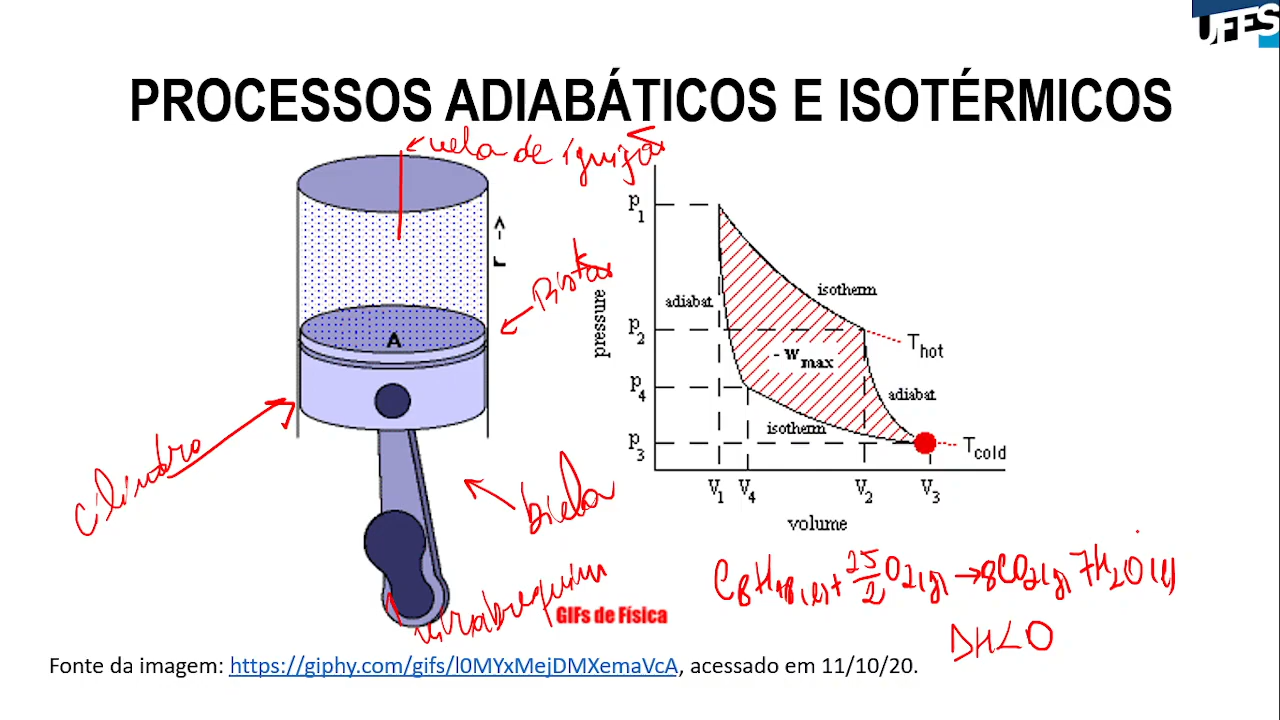 UFES
PROCESSOS ADIABÁTICOS E ISOTÉRMICOS
vela de ignição
r -->
Pistão
A
cilindro
biela
virabrequim
GIFs de Física
pressure
P1
P2
P4
P3
adiabat
isotherm
Thot
- Wmax
adiabat
isotherm
Tcold
V1 V4 V2 V3
volume
C8H18(l) + 25/2 O2(g) → 8CO2(g) 7H2O(l)
ΔH<0
Fonte da imagem: https://giphy.com/gifs/l0MYxMejDMXemaVcA, acessado em 11/10/20.